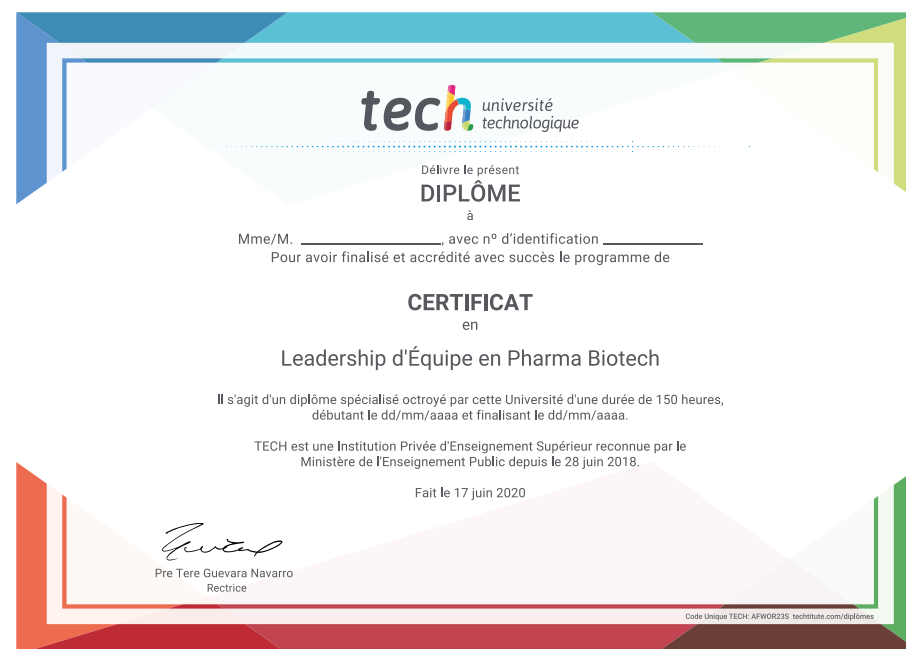 tech université
technologique
Délivre le présent
DIPLÔME
à
Mme/M. ____________________, avec nº d'identification ______________
Pour avoir finalisé et accrédité avec succès le programme de
CERTIFICAT
en
Leadership d'Équipe en Pharma Biotech
Il s'agit d'un diplôme spécialisé octroyé par cette Université d'une durée de 150 heures,
débutant le dd/mm/aaaa et finalisant le dd/mm/aaaa.
TECH est une Institution Privée d'Enseignement Supérieur reconnue par le
Ministère de l'Enseignement Public depuis le 28 juin 2018.
Fait le 17 juin 2020
Pre Tere Guevara Navarro
Rectrice
Code Unique TECH: AFWOR23S techtitute.com/diplômes